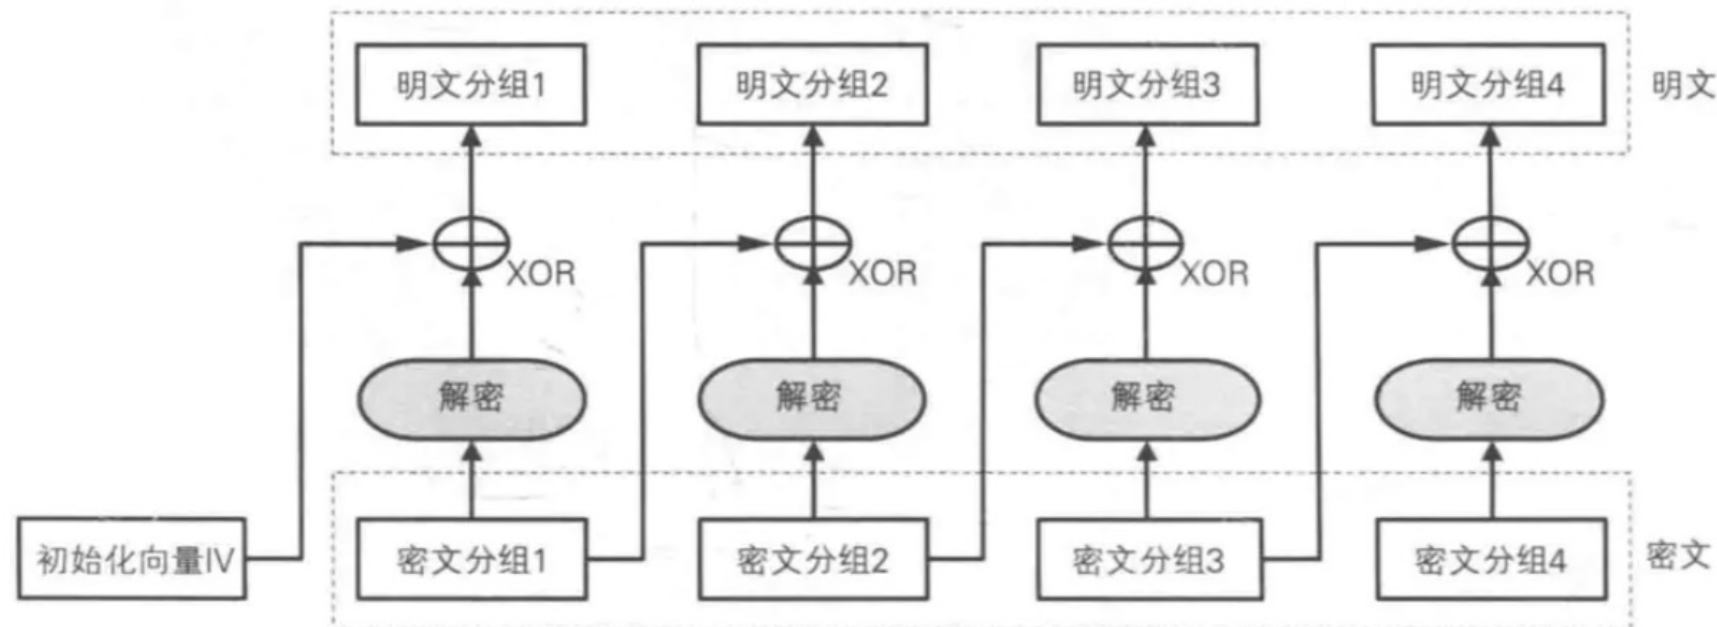 明文分组1
明文分组2
明文分组3
明文分组4
明文
XOR
XOR
XOR
XOR
解密
解密
解密
解密
初始化向量IV
密文分组1
密文分组2
密文分组3
密文分组4
密文